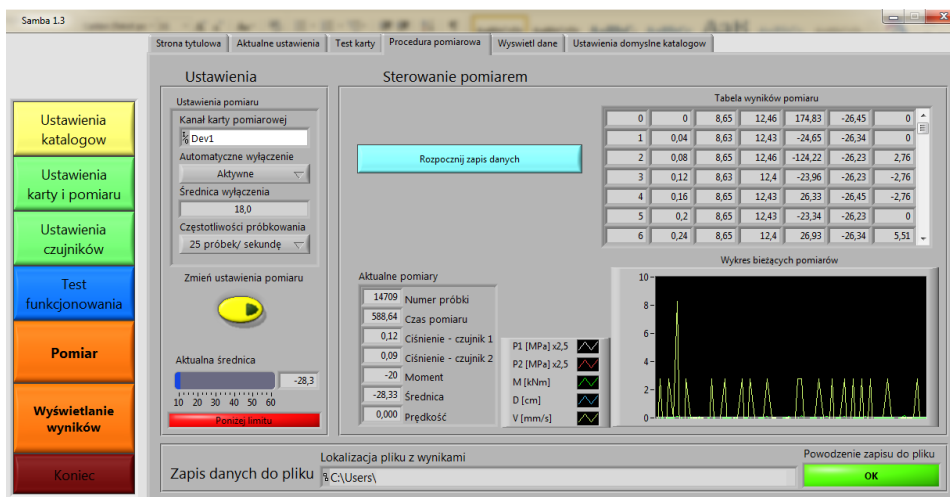 Samba 1.3
Strona tytulowa Aktualne ustawienia Test karty Procedura pomiarowa Wyswietl dane Ustawienia domyslne katalogow
Ustawienia
katalogow
Ustawienia
karty i pomiaru
Ustawienia
czujników
Test
funkcjonowania
Pomiar
Wyświetlanie
wyników
Koniec
Ustawienia
Ustawienia pomiaru
Kanał karty pomiarowej
Dev1
Automatyczne wyłączenie
Aktywne
Średnica wyłączenia
18,0
Częstotliwości próbkowania
25 próbek/ sekundę
Zmień ustawienia pomiaru
Aktualna średnica
-28,3
10 20 30 40 50 60
Ponizej limitu
Sterowanie pomiarem
Rozpocznij zapis danych
Tabela wyników pomiaru
0 0 8,65 12,46 174,83 -26,45 0
1 0,04 8,63 12,43 -24,65 -26,34 0
2 0,08 8,65 12,46 -124,22 -26,23 2,76
3 0,12 8,63 12,4 -23,96 -26,23 -2,76
4 0,16 8,65 12,43 26,33 -26,45 -2,76
5 0,2 8,65 12,43 -23,34 -26,23 0
6 0,24 8,65 12,4 26,93 -26,34 5,51
Aktualne pomiary
14709 Numer próbki
588,64 Czas pomiaru
0,12 Ciśnienie - czujnik 1
0,09 Ciśnienie - czujnik 2
-20 Moment
-28,33 Średnica
0,000 Prędkość
P1 [MPa] x2,5
P2 [MPa] x2,5
M [kNm]
D [cm]
V [mm/s]
Wykres bieżących pomiarów
10
8
6
4
2
0
Zapis danych do pliku
Lokalizacja pliku z wynikami
C:\Users\
Powodzenie zapisu do pliku
OK